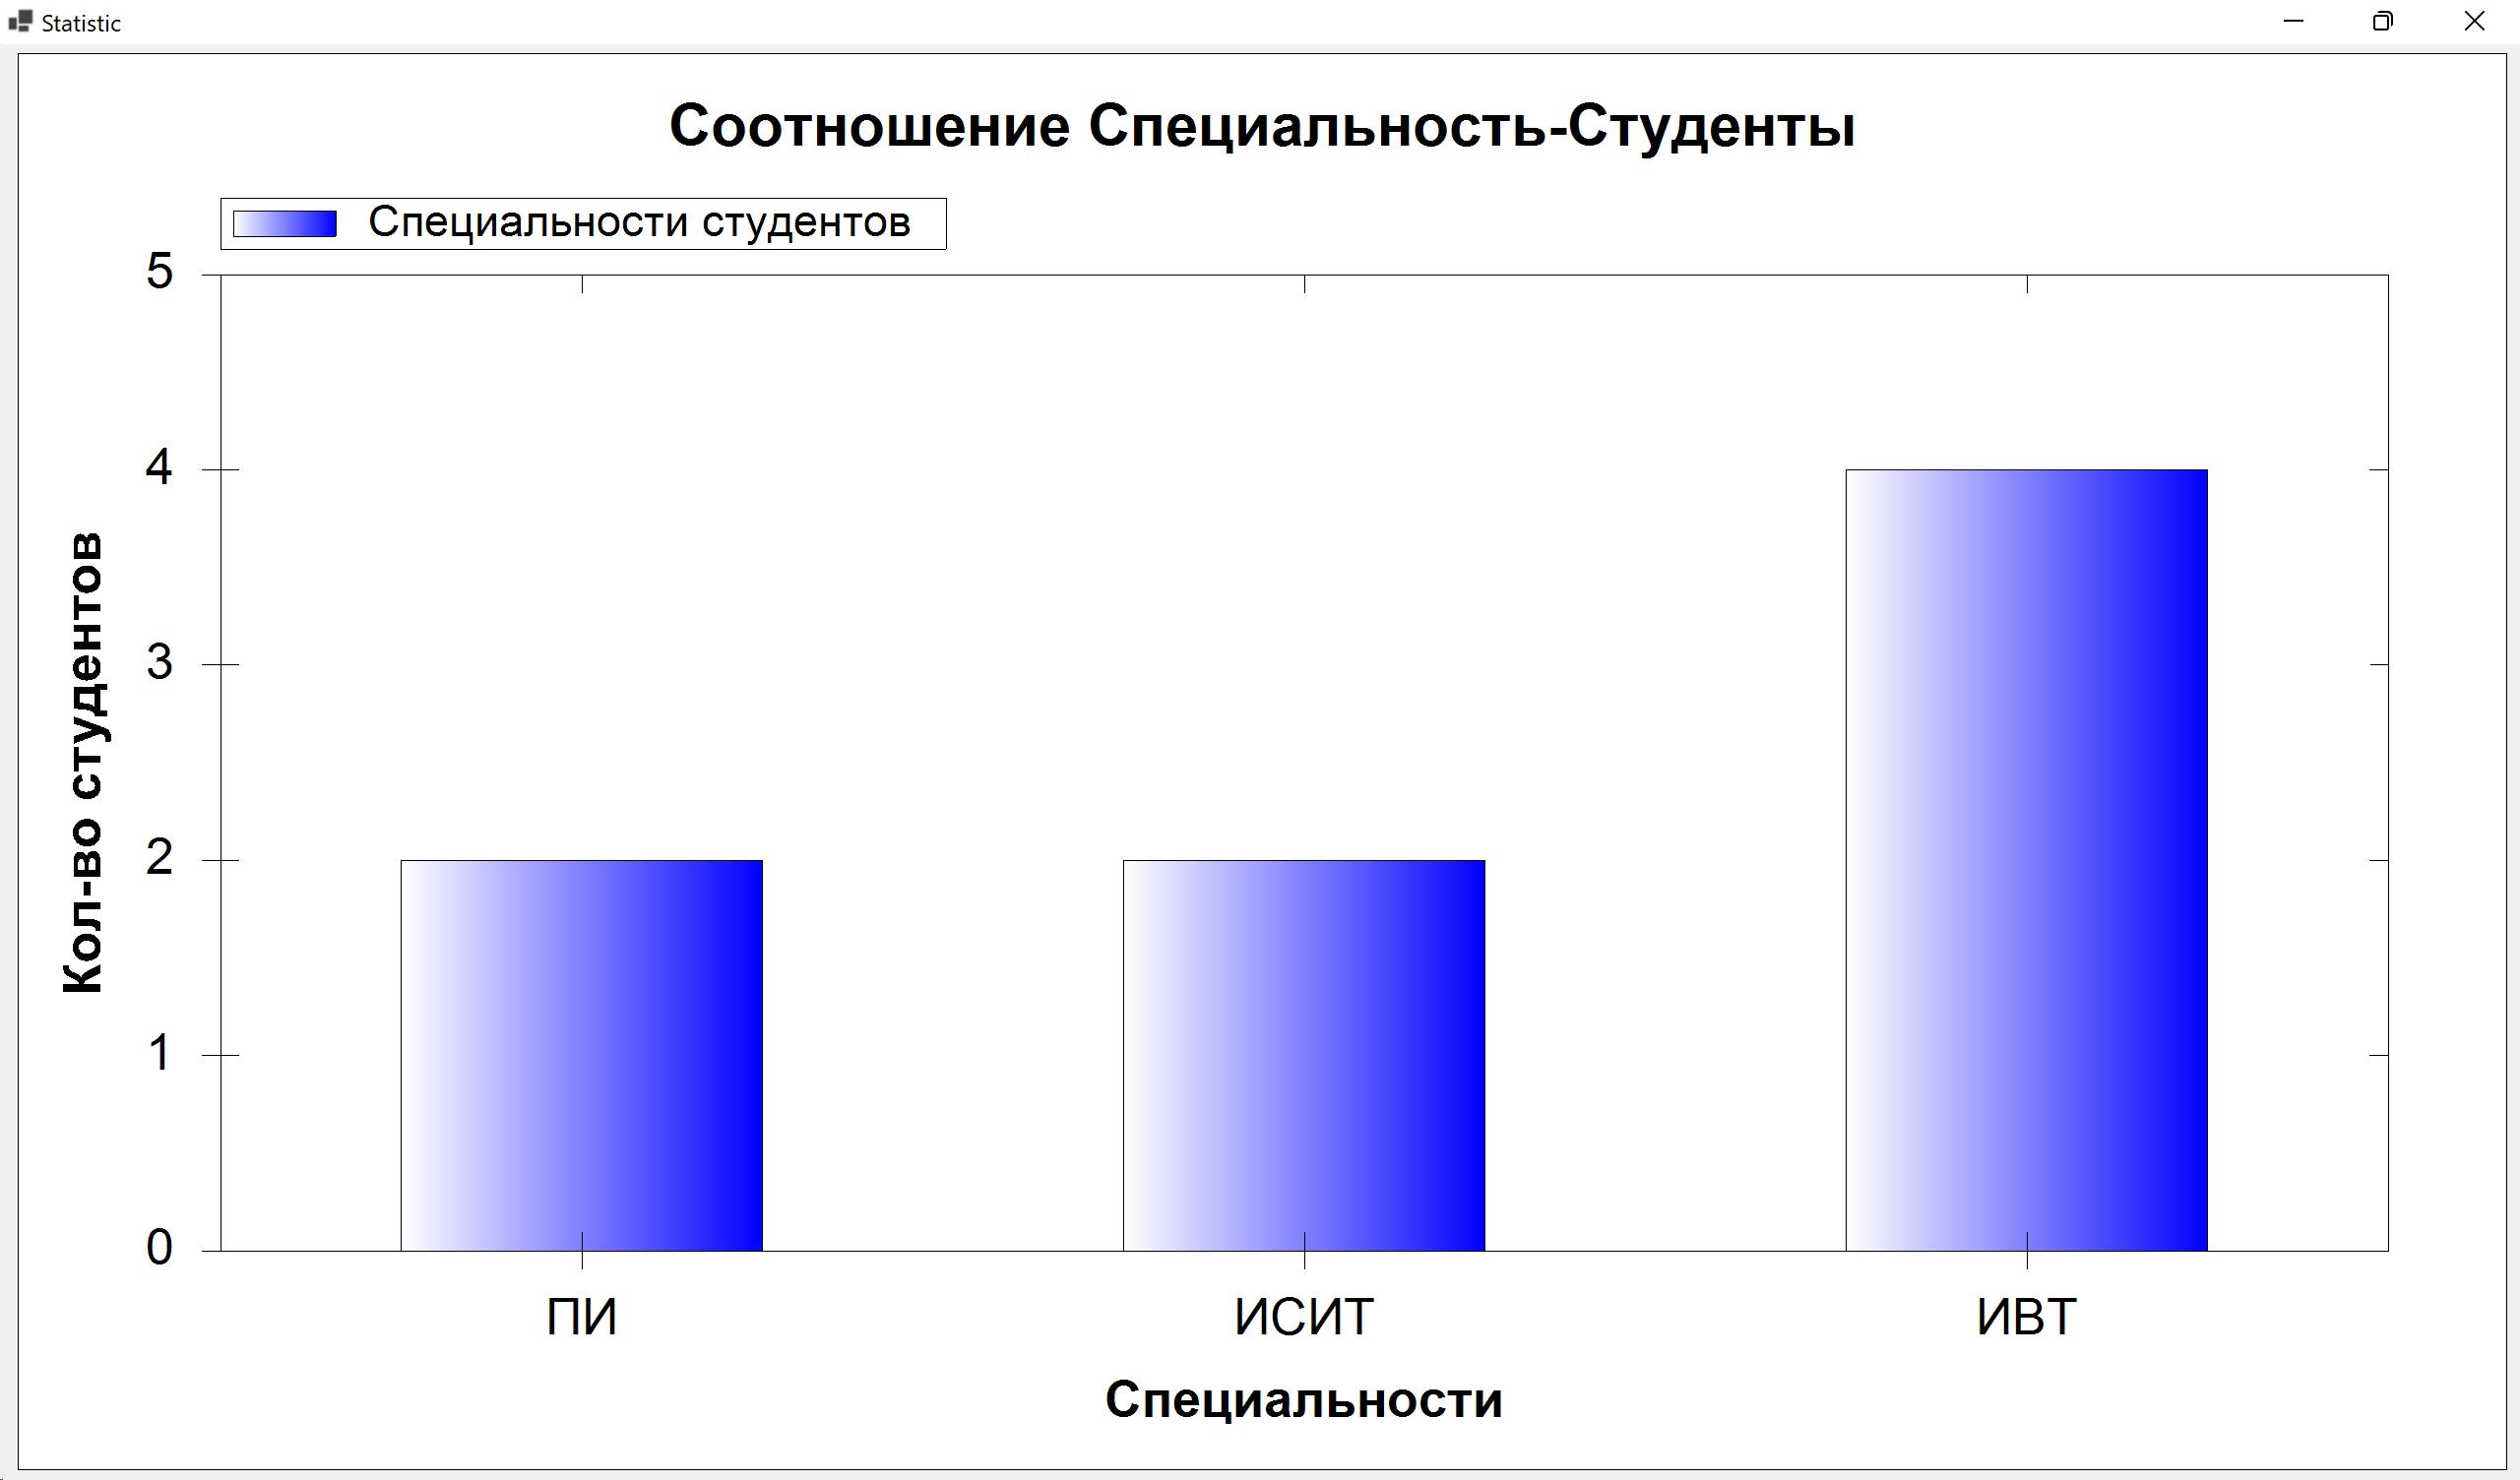 Statistic
Соотношение Специальность-Студенты
Специальности студентов
5
4
3
2
1
0
Кол-во студентов
ПИ ИСИТ ИВТ
Специальности